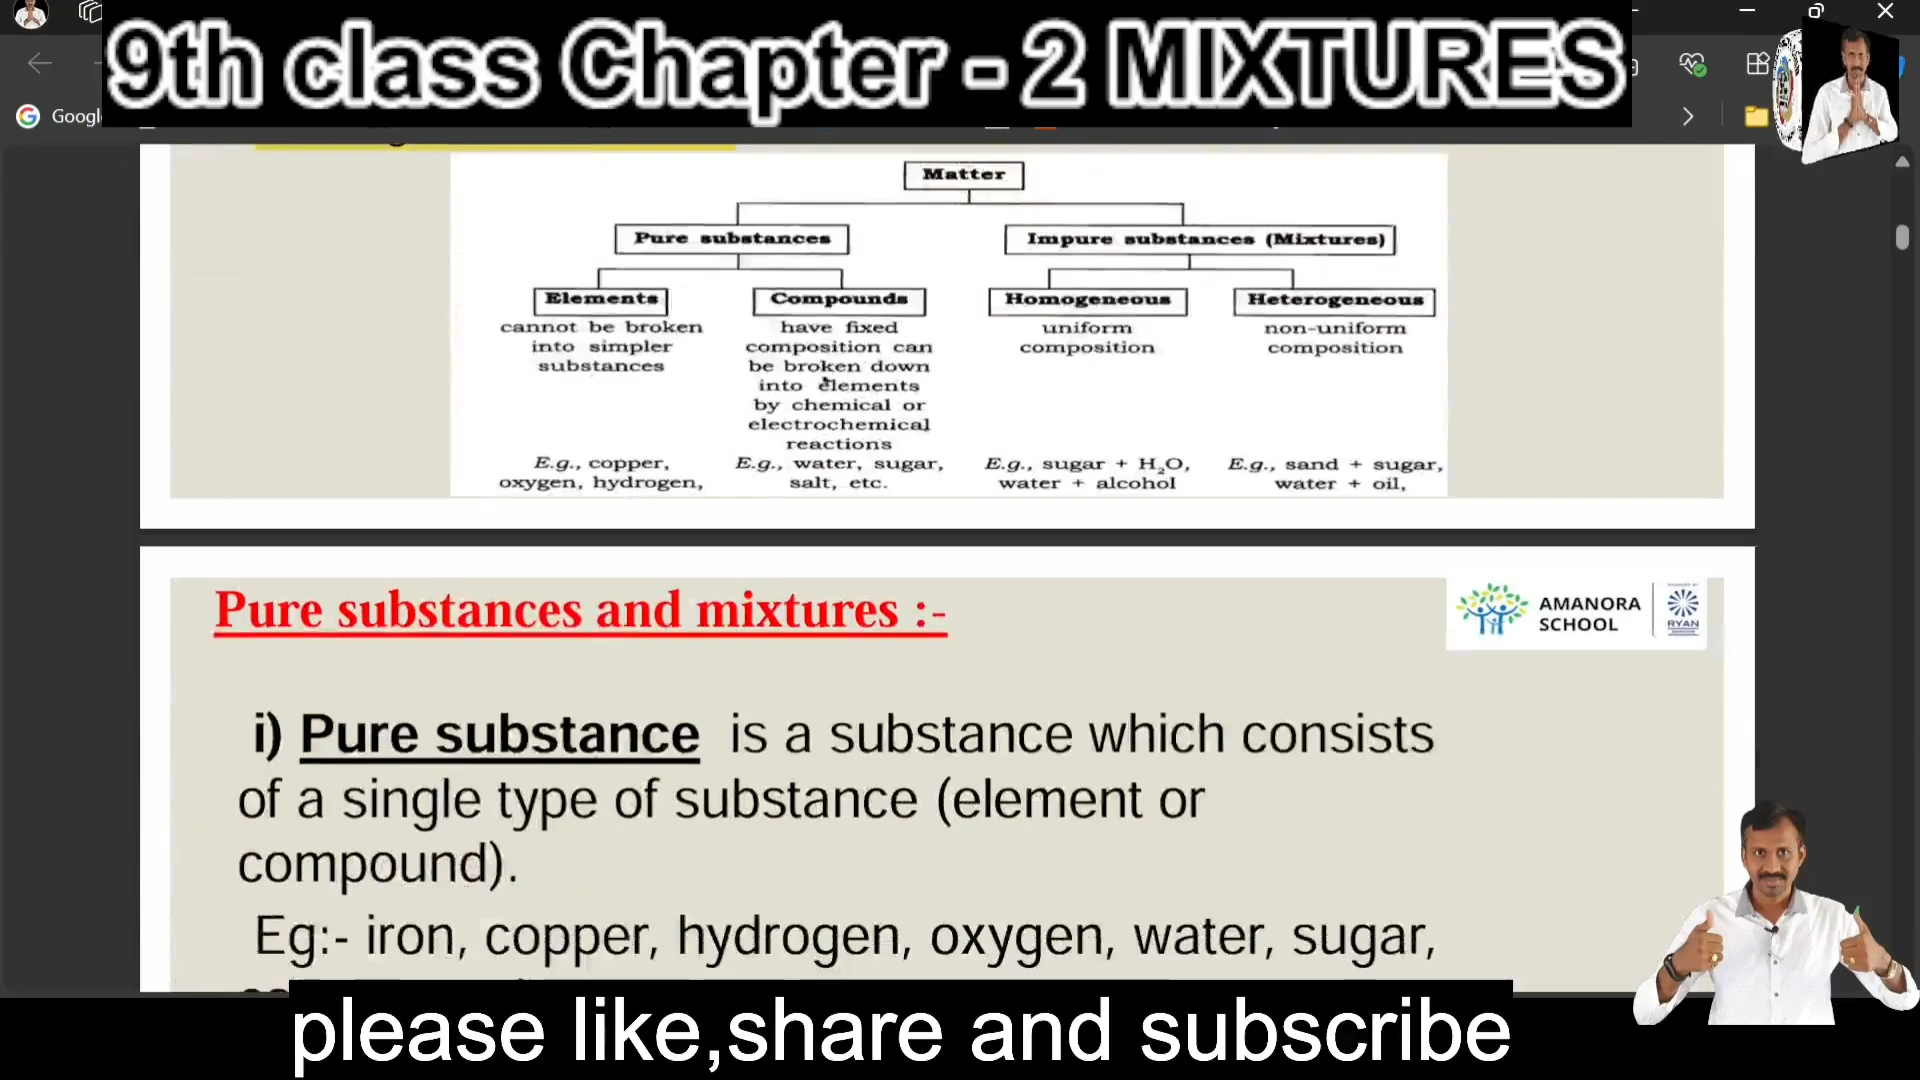 9th class Chapter - 2 MIXTURES
Matter
Pure substances
Impure substances (Mixtures)
Elements
cannot be broken
into simpler
substances
E.g., copper,
oxygen, hydrogen,
Compounds
have fixed
composition can
be broken down
into elements
by chemical or
electrochemical
reactions
E.g., water, sugar,
salt, etc.
Homogeneous
uniform
composition
E.g., sugar + H₂O,
water + alcohol
Heterogeneous
non-uniform
composition
E.g., sand + sugar,
water + oil,
Pure substances and mixtures :-
AMANORA
SCHOOL
RYAN
i) Pure substance is a substance which consists
of a single type of substance (element or
compound).
Eg:- iron, copper, hydrogen, oxygen, water, sugar,
please like,share and subscribe